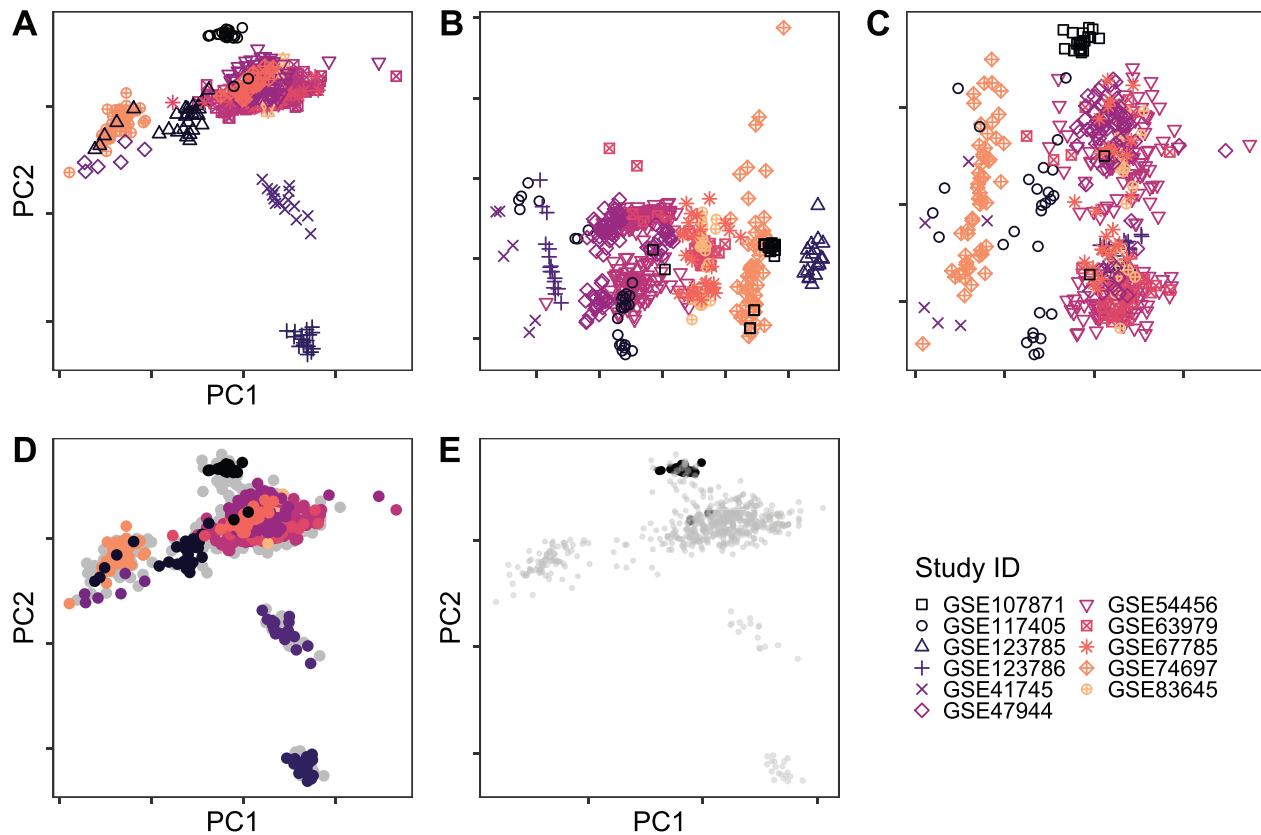 A
B
C
PC2
PC1
D
E
PC2
PC2
PC1
PC1
Study ID
GSE107871
GSE54456
GSE117405
GSE63979
GSE123785
GSE67785
GSE123786
GSE74697
GSE41745
GSE83645
GSE47944